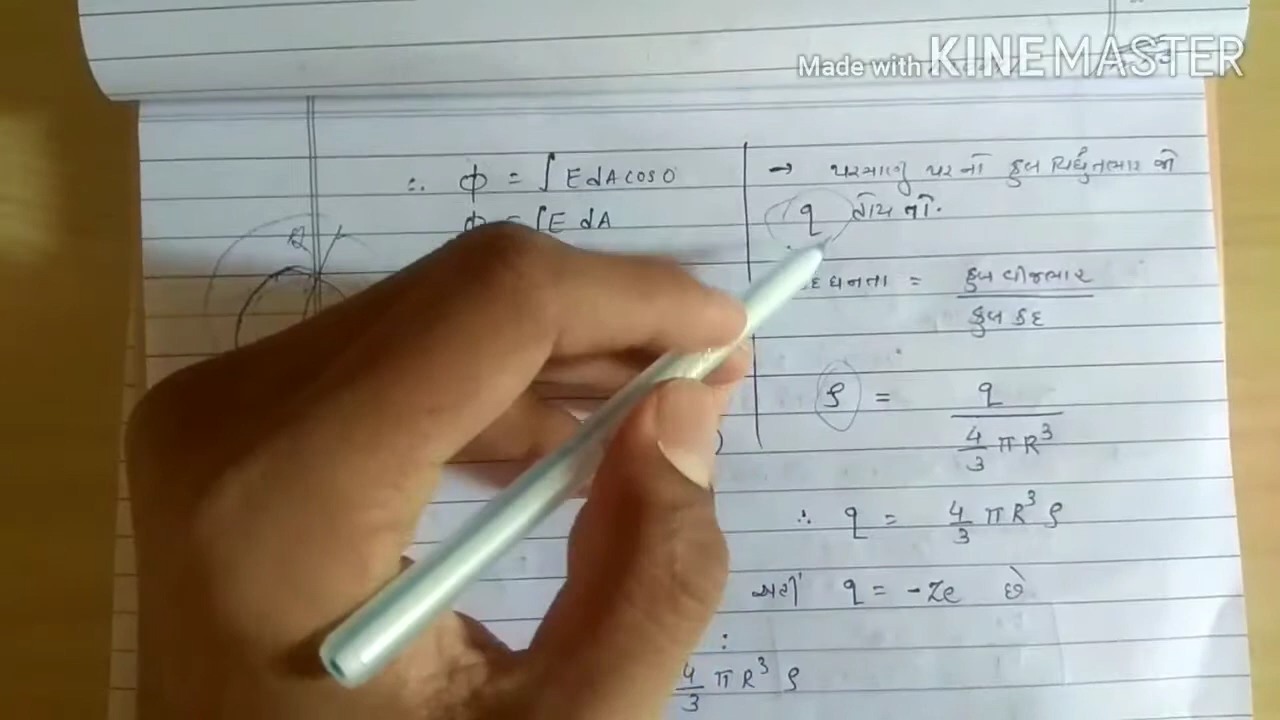 Made with KINEMASTER
∴ ϕ = ∫ E dA cos 0
ϕ = ∫ E dA
R
→ પરમાણુ પરનો કુલ વિદ્યુતભાર જો
q હોય તો.
ઘનતા = કુલ વીજભાર / કુલ કદ
ρ = q / (4/3 π R³)
∴ q = 4/3 π R³ ρ
અહીં q = -Ze છે
:
4/3 π R³ ρ